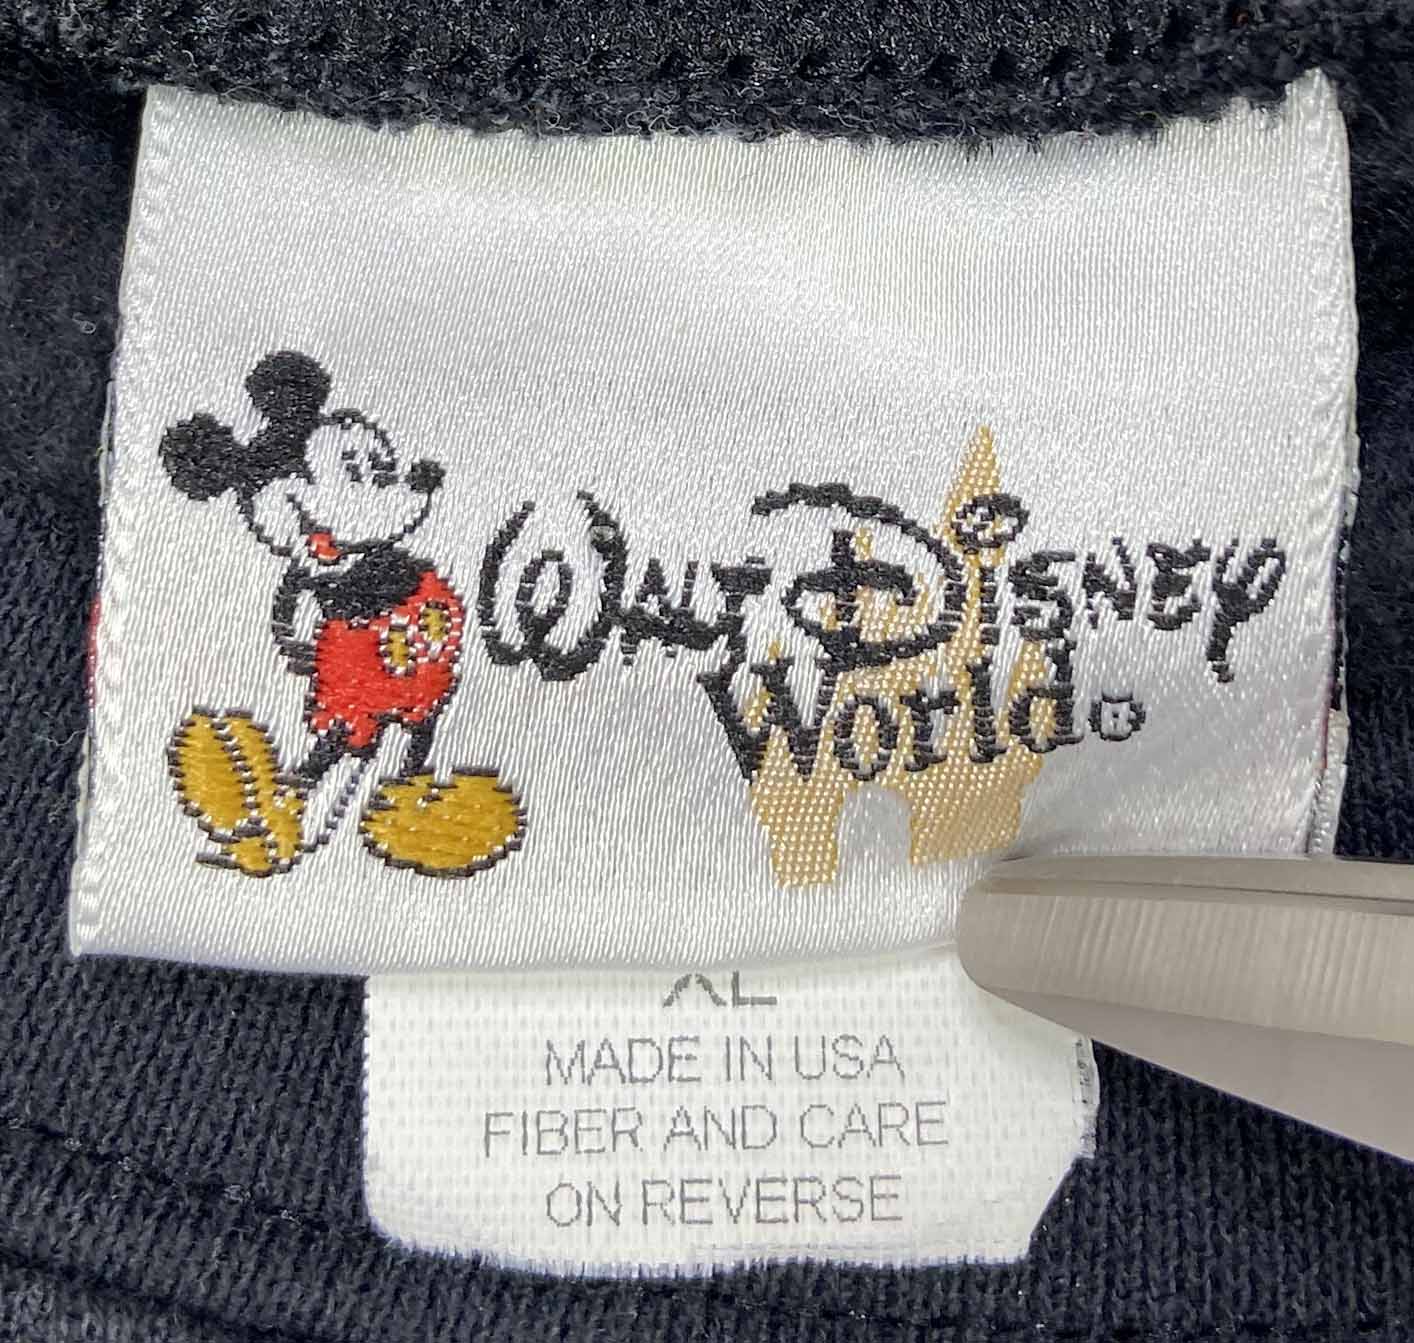 Walt Disney
World®
XL
MADE IN USA
FIBER AND CARE
ON REVERSE